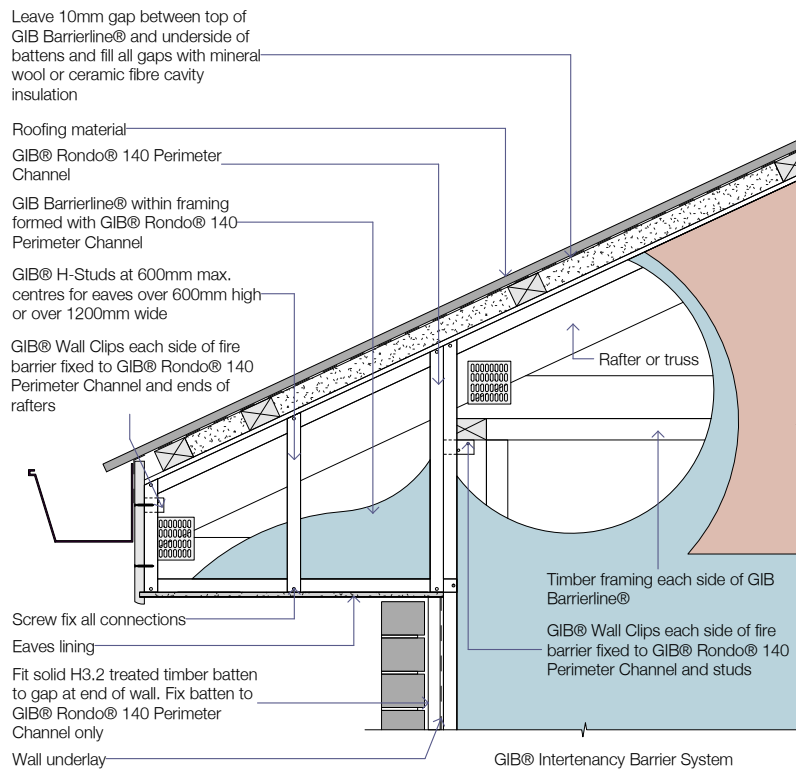 Leave 10mm gap between top of
GIB Barrierline® and underside of
battens and fill all gaps with mineral
wool or ceramic fibre cavity
insulation
Roofing material
GIB® Rondo® 140 Perimeter
Channel
GIB Barrierline® within framing
formed with GIB® Rondo® 140
Perimeter Channel
GIB® H-Studs at 600mm max.
centres for eaves over 600mm high
or over 1200mm wide
GIB® Wall Clips each side of fire
barrier fixed to GIB® Rondo® 140
Perimeter Channel and ends of
rafters
Rafter or truss
Screw fix all connections
Eaves lining
Fit solid H3.2 treated timber batten
to gap at end of wall. Fix batten to
GIB® Rondo® 140 Perimeter
Channel only
Wall underlay
Timber framing each side of GIB
Barrierline®
GIB® Wall Clips each side of fire
barrier fixed to GIB® Rondo® 140
Perimeter Channel and studs
GIB® Intertenancy Barrier System